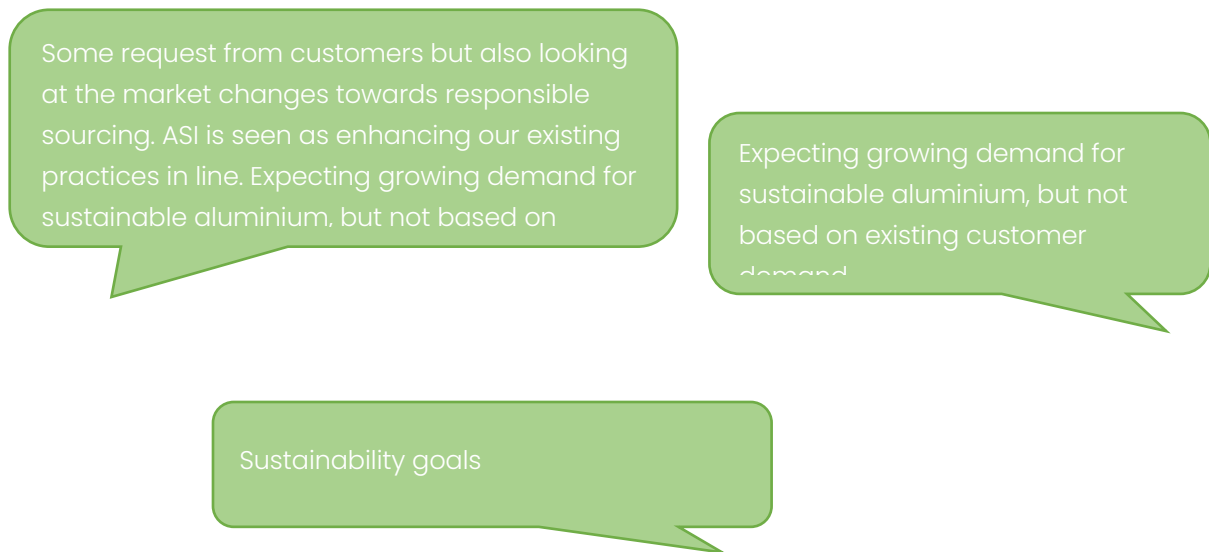 Some request from customers but also looking
at the market changes towards responsible
sourcing. ASI is seen as enhancing our existing
practices in line. Expecting growing demand for
sustainable aluminium, but not based on
Expecting growing demand for
sustainable aluminium, but not
based on existing customer
demand
Sustainability goals